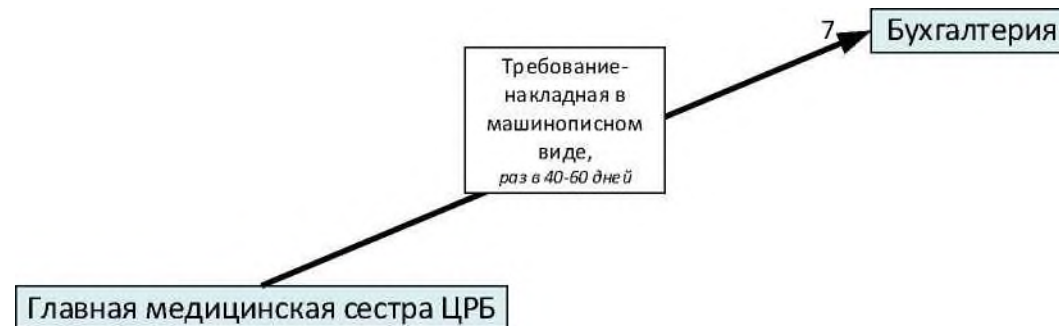 7
Бухгалтерия
Требование-
накладная в
машинописном
виде,
раз в 40-60 дней
Главная медицинская сестра ЦРБ